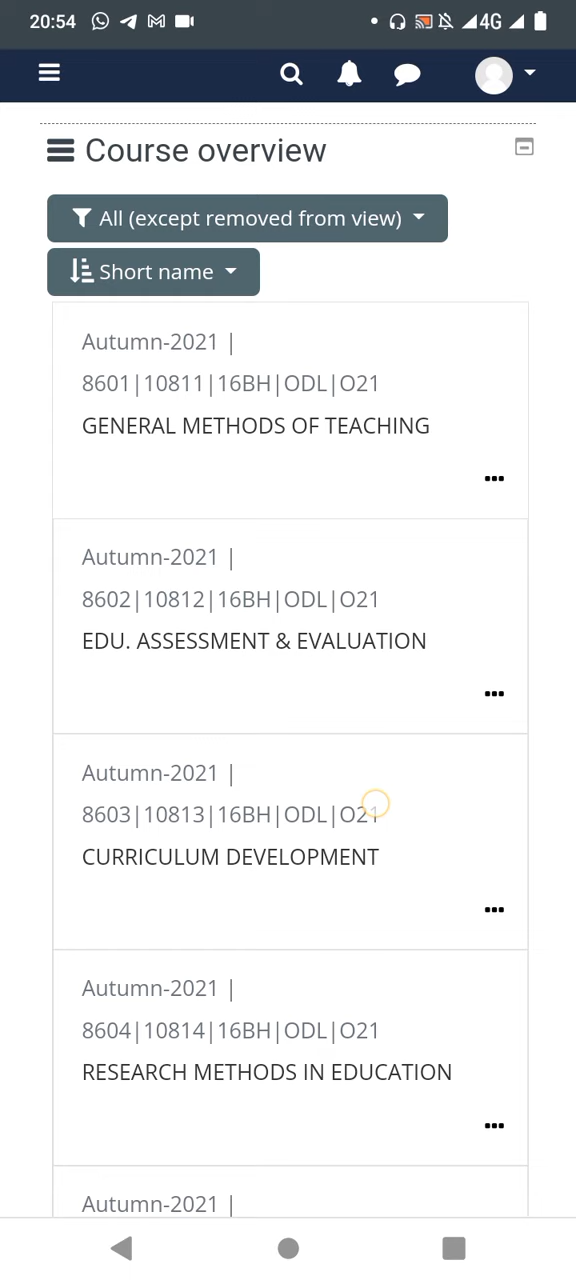 20:54
4G
Course overview
All (except removed from view)
Short name
Autumn-2021 |
8601|10811|16BH|ODL|O21
GENERAL METHODS OF TEACHING
Autumn-2021 |
8602|10812|16BH|ODL|O21
EDU. ASSESSMENT & EVALUATION
Autumn-2021 |
8603|10813|16BH|ODL|O21
CURRICULUM DEVELOPMENT
Autumn-2021 |
8604|10814|16BH|ODL|O21
RESEARCH METHODS IN EDUCATION
Autumn-2021 |